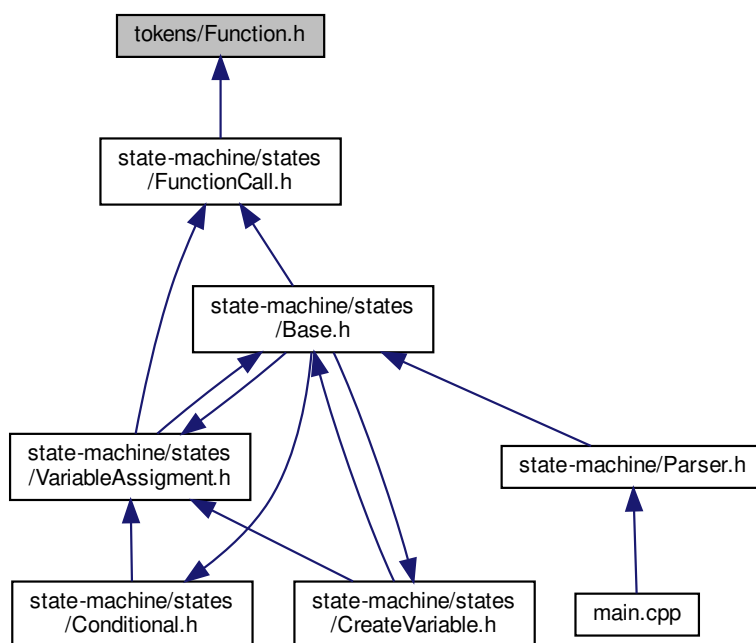 tokens/Function.h
state-machine/states
/FunctionCall.h
state-machine/states
/Base.h
state-machine/states
/VariableAssigment.h
state-machine/Parser.h
state-machine/states
/Conditional.h
state-machine/states
/CreateVariable.h
main.cpp